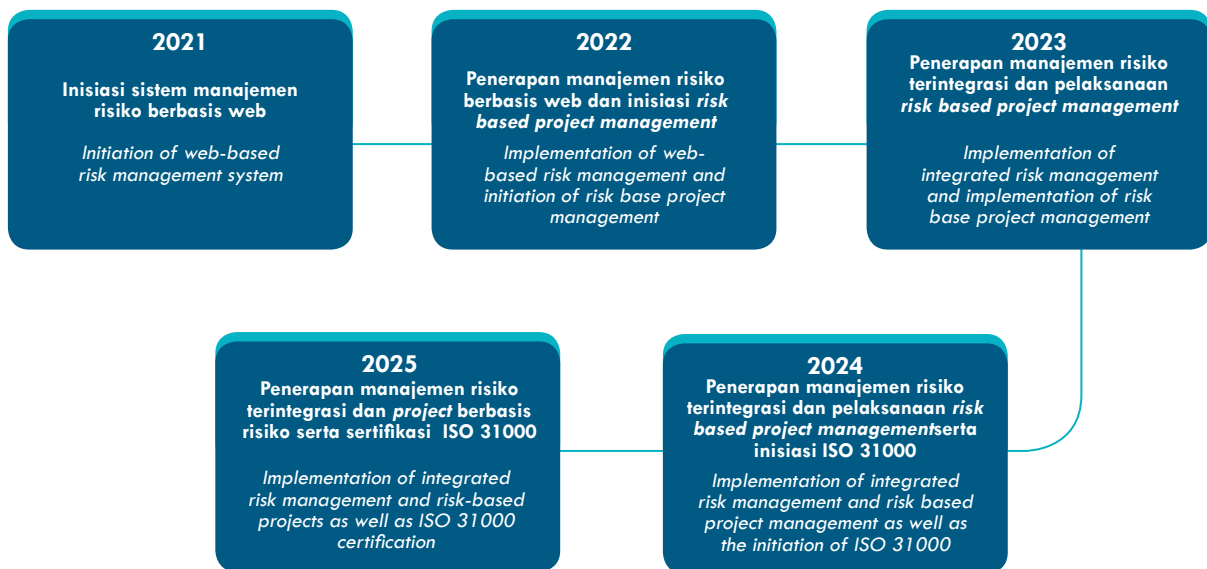 2021
Inisiasi sistem manajemen
risiko berbasis web
Initiation of web-based
risk management system
2022
Penerapan manajemen risiko
berbasis web dan inisiasi risk
based project management
Implementation of web-
based risk management and
initiation of risk base project
management
2023
Penerapan manajemen risiko
terintegrasi dan pelaksanaan
risk based project management
Implementation of
integrated risk management
and implementation of risk
base project management
2024
Penerapan manajemen risiko
terintegrasi dan pelaksanaan risk
based project managementserta
inisiasi ISO 31000
Implementation of integrated
risk management and risk based
project management as well as
the initiation of ISO 31000
2025
Penerapan manajemen risiko
terintegrasi dan project berbasis
risiko serta sertifikasi ISO 31000
Implementation of integrated
risk management and risk-based
projects as well as ISO 31000
certification